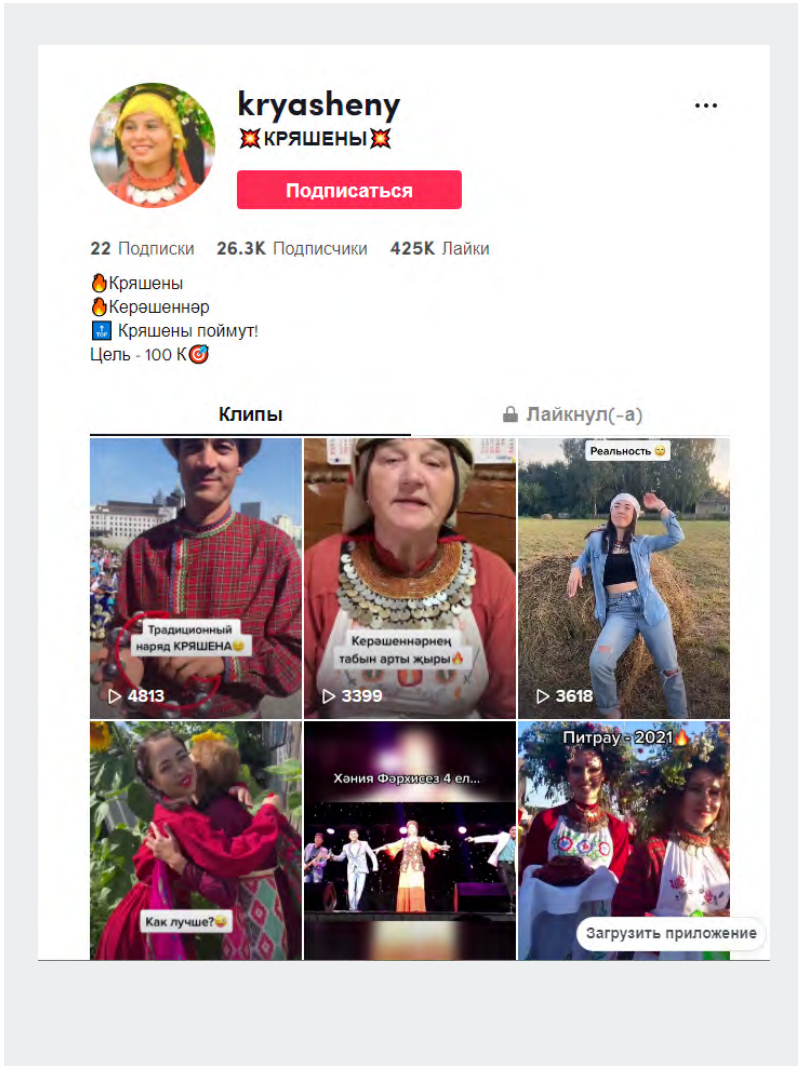 kryasheny
💥КРЯШЕНЫ💥
Подписаться
22 Подписки 26.3K Подписчики 425K Лайки
🔥Кряшены
🔥Керәшеннәр
🔝 Кряшены поймут!
Цель - 100 К🎯
Клипы
Лайкнул(-а)
Традиционный
наряд КРЯШЕНА😄
4813
Керәшеннәрнең
табын арты җыры🔥
3399
Реальность 😁
3618
Как лучше?😜
Хәния Фәрхисез 4 ел...
Питрау - 2021🔥
Загрузить приложение